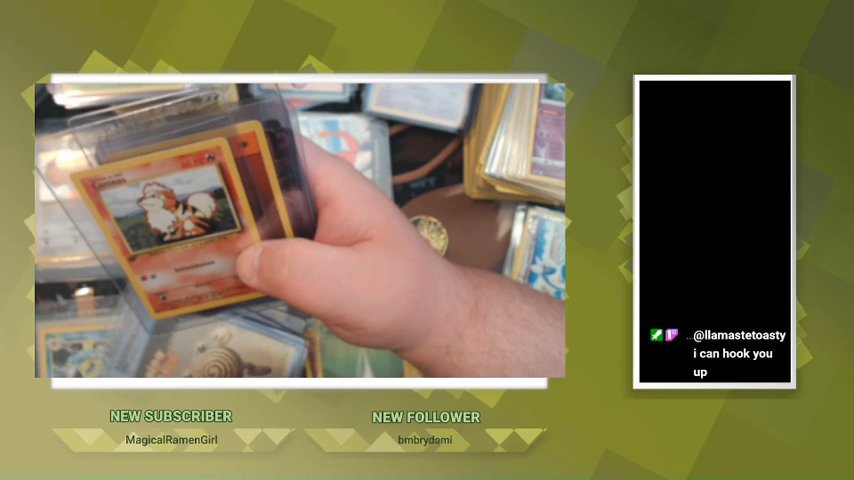 @llamastetoasty
i can hook you
up
NEW SUBSCRIBER
MagicalRamenGirl
NEW FOLLOWER
bmbrydami